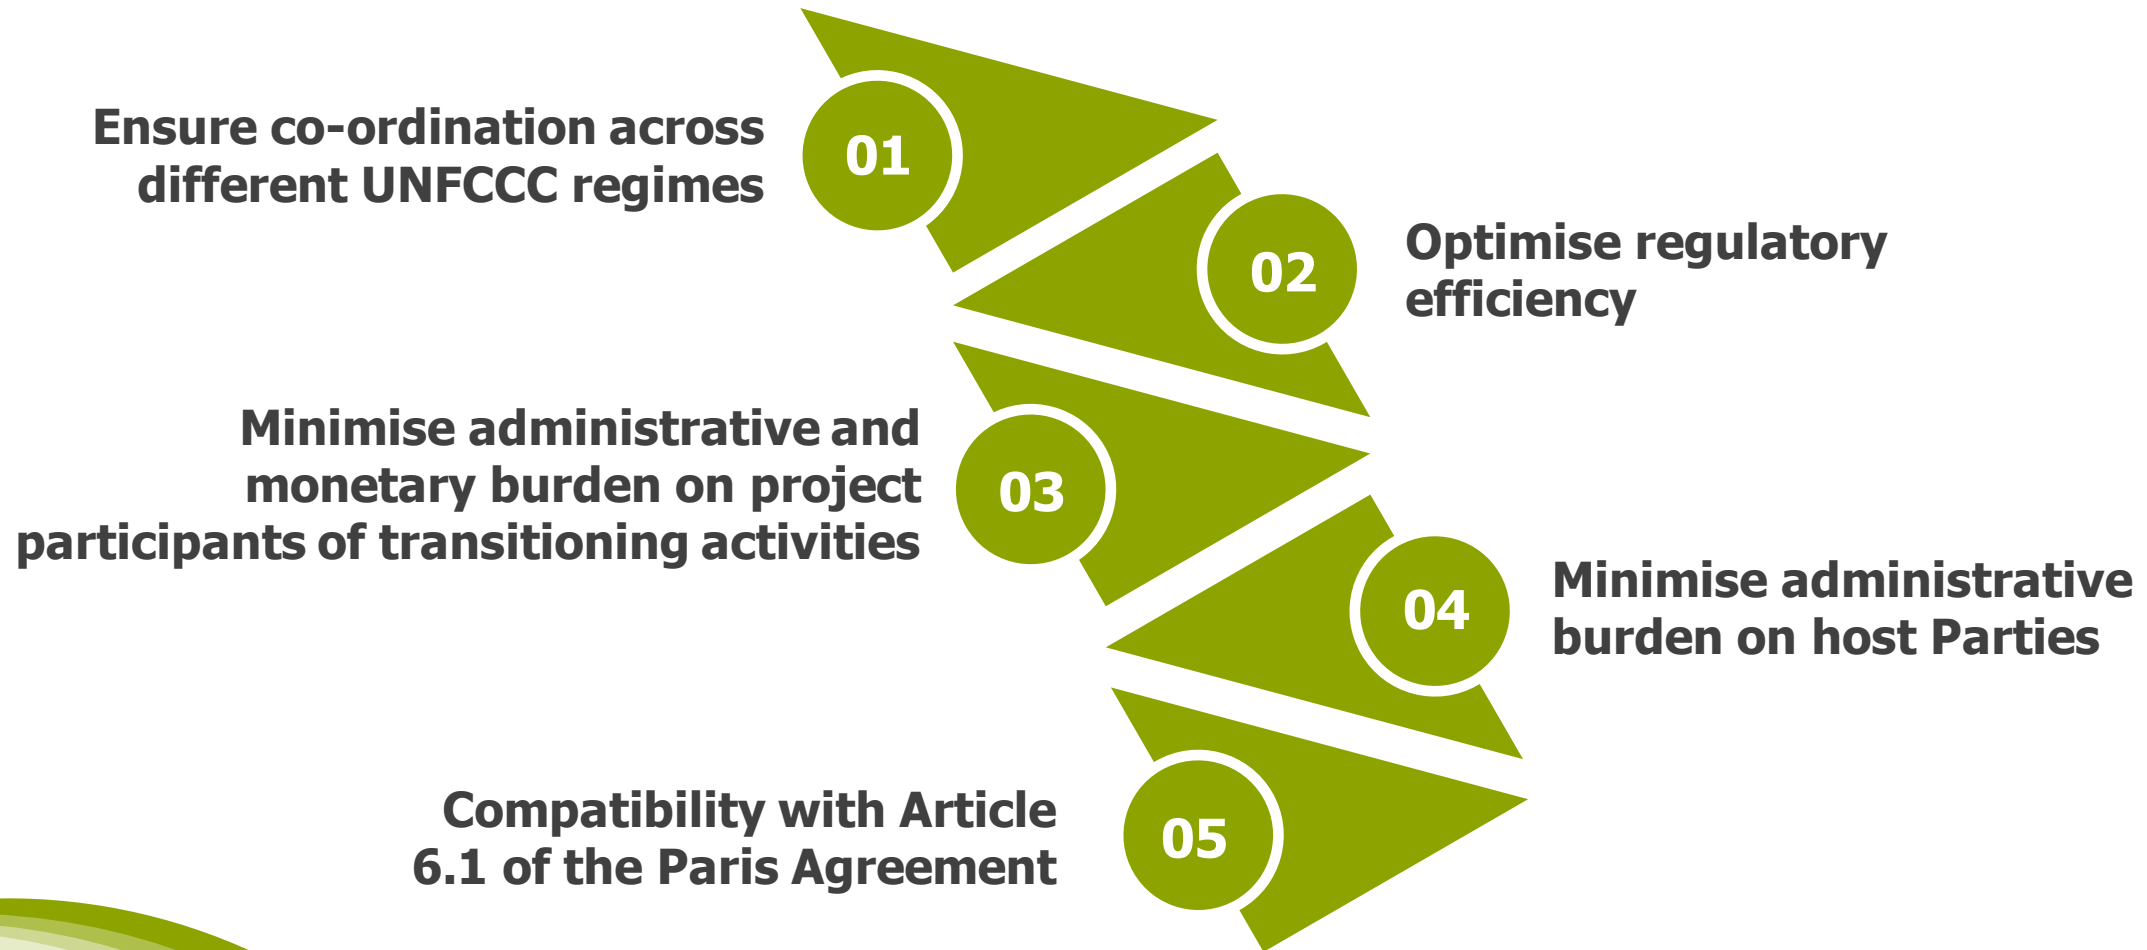 01
Ensure co-ordination across
different UNFCCC regimes
02
Optimise regulatory
efficiency
03
Minimise administrative and
monetary burden on project
participants of transitioning activities
04
Minimise administrative
burden on host Parties
05
Compatibility with Article
6.1 of the Paris Agreement